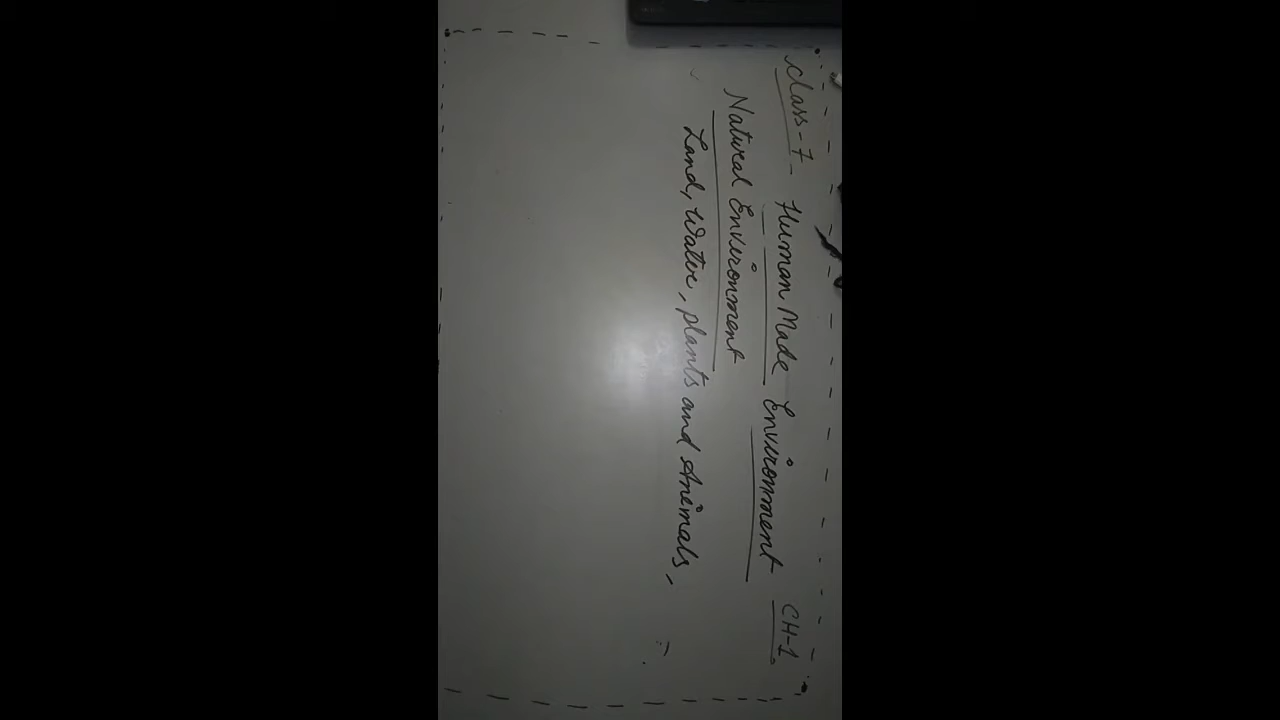 Class-7 - Human Made Environment CH-1
Natural Environment
Land, Water, plants and Animals,